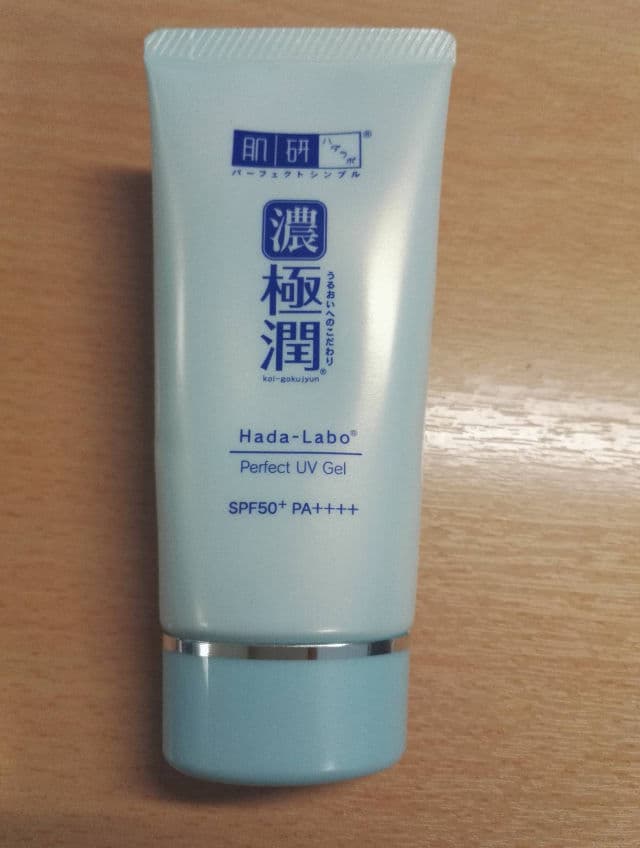 肌研 ハダラボ®
パーフェクトシンプル
濃
極潤®
うるおいへのこだわり
koi-gokujyun
Hada-Labo®
Perfect UV Gel
SPF50+ PA++++